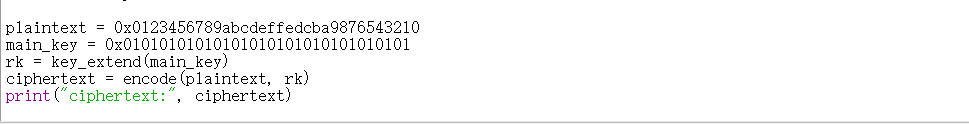 plaintext = 0x0123456789abcdeffedcba9876543210
main_key = 0x01010101010101010101010101010101
rk = key_extend(main_key)
ciphertext = encode(plaintext, rk)
print("ciphertext:", ciphertext)